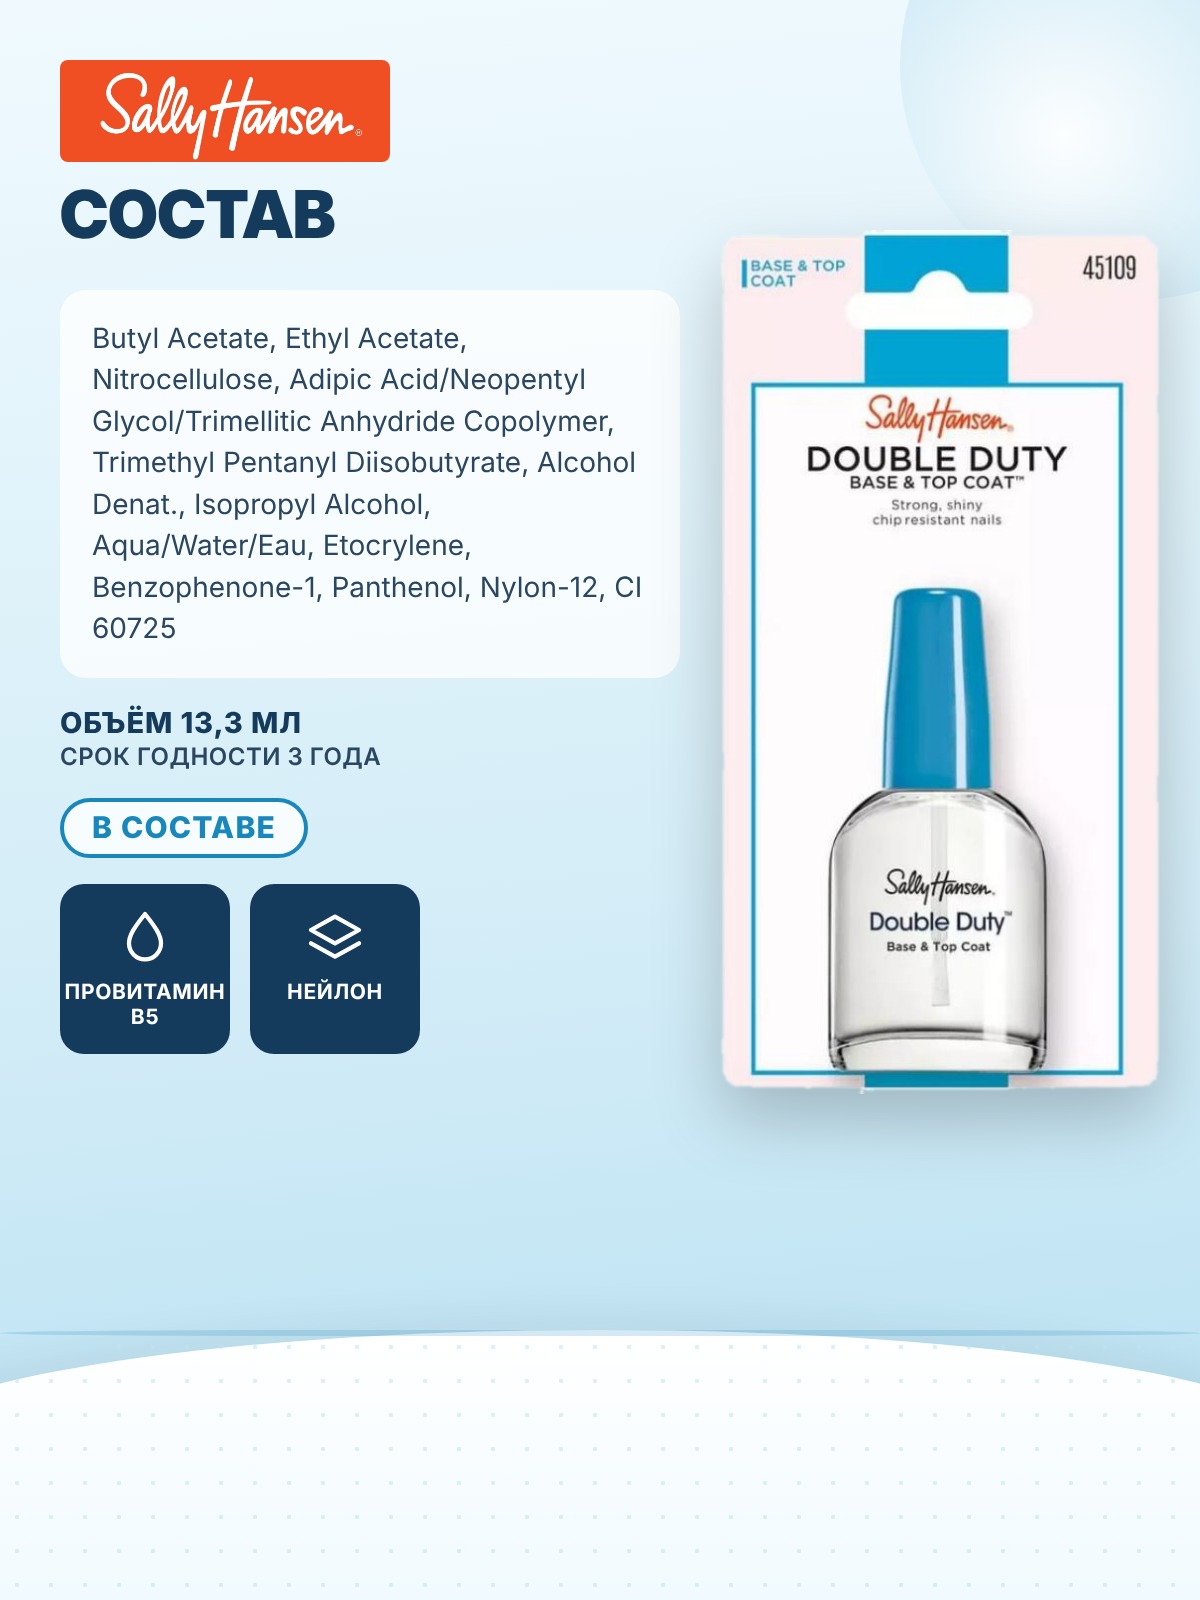 Sally Hansen®
СОСТАВ
Butyl Acetate, Ethyl Acetate,
Nitrocellulose, Adipic Acid/Neopentyl
Glycol/Trimellitic Anhydride Copolymer,
Trimethyl Pentanyl Diisobutyrate, Alcohol
Denat., Isopropyl Alcohol,
Aqua/Water/Eau, Etocrylene,
Benzophenone-1, Panthenol, Nylon-12, CI
60725
ОБЪЁМ 13,3 МЛ
СРОК ГОДНОСТИ 3 ГОДА
В СОСТАВЕ
ПРОВИТАМИН
B5
НЕЙЛОН
BASE & TOP
COAT
45109
Sally Hansen®
DOUBLE DUTY
BASE & TOP COAT™
Strong, shiny
chip resistant nails
Sally Hansen®
Double Duty™
Base & Top Coat